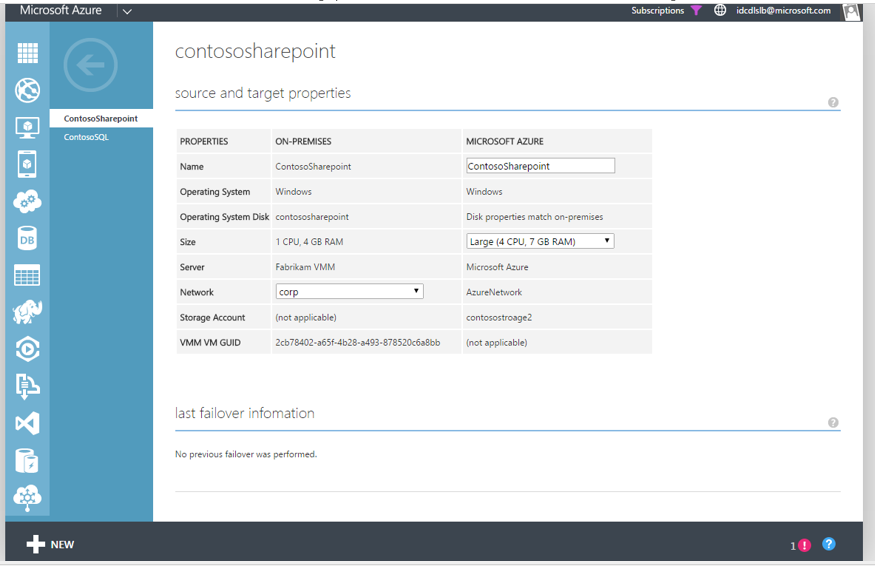 Microsoft Azure
Subscriptions idcdlslb@microsoft.com
contososharepoint
source and target properties
?
ContosoSharepoint
ContosoSQL
PROPERTIES ON-PREMISES MICROSOFT AZURE
Name ContosoSharepoint ContosoSharepoint
Operating System Windows Windows
Operating System Disk contososharepoint Disk properties match on-premises
Size 1 CPU, 4 GB RAM Large (4 CPU, 7 GB RAM)
Server Fabrikam VMM Microsoft Azure
Network corp AzureNetwork
Storage Account (not applicable) contosostroage2
VMM VM GUID 2cb78402-a65f-4b28-a493-878520c6a8bb (not applicable)
DB
last failover infomation
?
No previous failover was performed.
NEW
1 ! ?